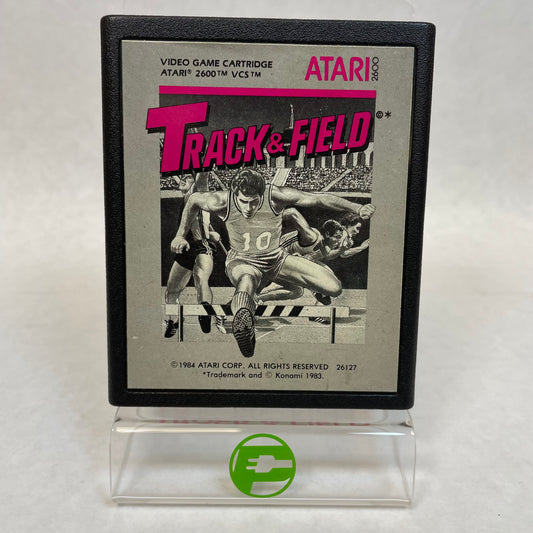 VIDEO GAME CARTRIDGE
ATARI® 2600™ VCS™
ATARI 2600
TRACK & FIELD ©*
10
©1984 ATARI CORP. ALL RIGHTS RESERVED 26127
*Trademark and © Konami 1983.